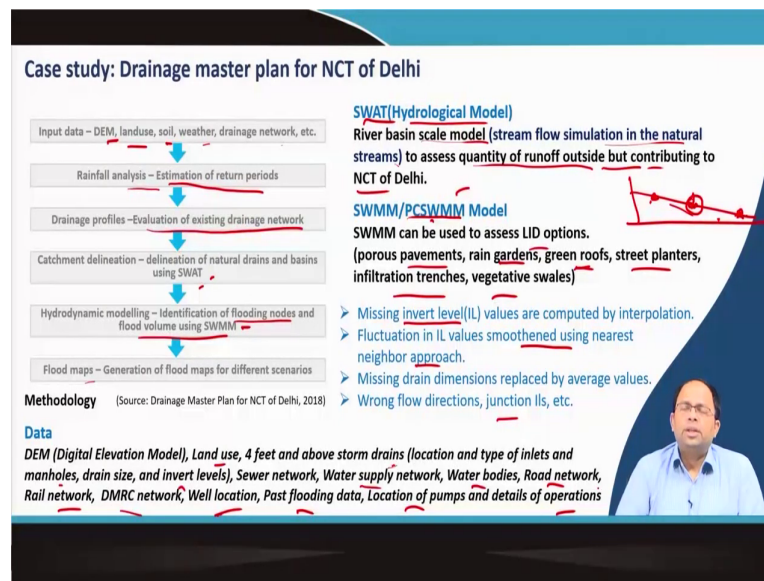 Case study: Drainage master plan for NCT of Delhi
Input data – DEM, landuse, soil, weather, drainage network, etc.
Rainfall analysis – Estimation of return periods
Drainage profiles –Evaluation of existing drainage network
Catchment delineation – delineation of natural drains and basins
using SWAT
Hydrodynamic modelling – Identification of flooding nodes and
flood volume using SWMM
Flood maps – Generation of flood maps for different scenarios
Methodology (Source: Drainage Master Plan for NCT of Delhi, 2018)
SWAT(Hydrological Model)
River basin scale model (stream flow simulation in the natural
streams) to assess quantity of runoff outside but contributing to
NCT of Delhi.
SWMM/PCSWMM Model
SWMM can be used to assess LID options.
(porous pavements, rain gardens, green roofs, street planters,
infiltration trenches, vegetative swales)
➢ Missing invert level(IL) values are computed by interpolation.
➢ Fluctuation in IL values smoothened using nearest
neighbor approach.
➢ Missing drain dimensions replaced by average values.
➢ Wrong flow directions, junction Ils, etc.
Data
DEM (Digital Elevation Model), Land use, 4 feet and above storm drains (location and type of inlets and
manholes, drain size, and invert levels), Sewer network, Water supply network, Water bodies, Road network,
Rail network, DMRC network, Well location, Past flooding data, Location of pumps and details of operations